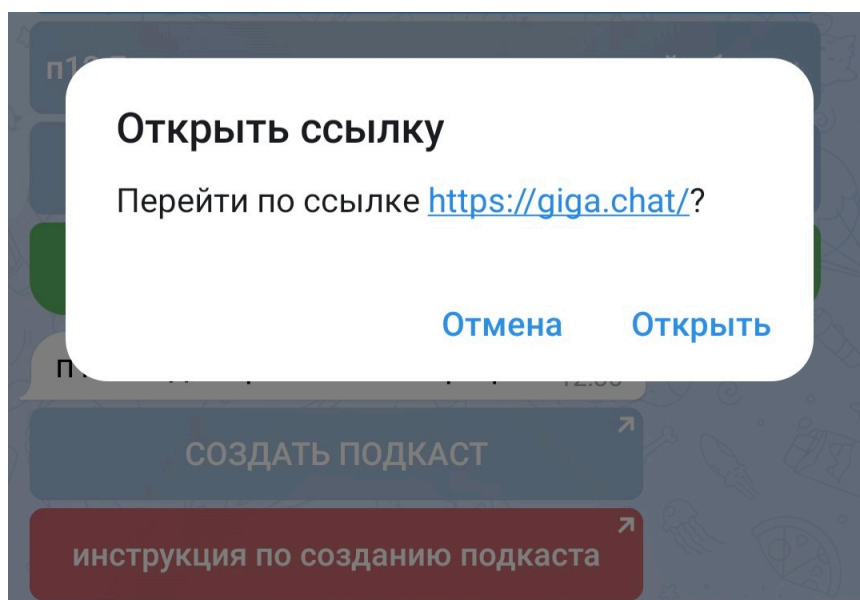 Открыть ссылку
Перейти по ссылке https://giga.chat/?
Отмена Открыть
СОЗДАТЬ ПОДКАСТ
инструкция по созданию подкаста